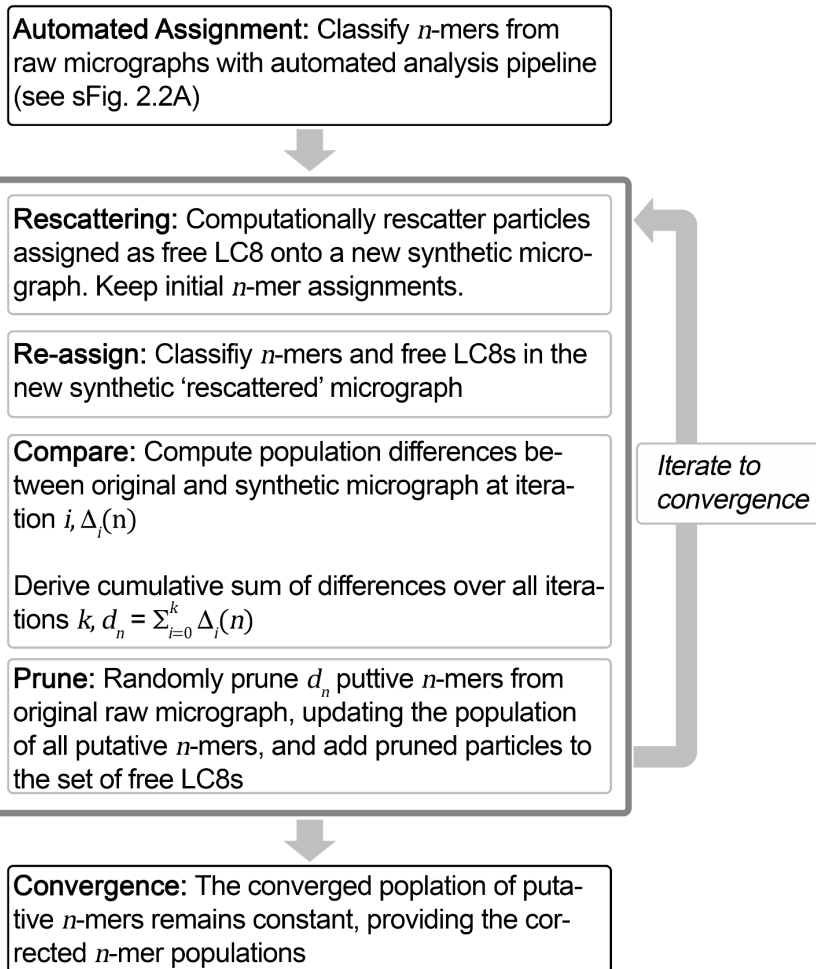 Automated Assignment: Classify n-mers from
raw micrographs with automated analysis pipeline
(see sFig. 2.2A)
Rescattering: Computationally rescatter particles
assigned as free LC8 onto a new synthetic micro-
graph. Keep initial n-mer assignments.
Re-assign: Classifiy n-mers and free LC8s in the
new synthetic ‘rescattered’ micrograph
Compare: Compute population differences be-
tween original and synthetic micrograph at itera-
tion i, Δᵢ(n)
Derive cumulative sum of differences over all itera-
tions k, dₙ = Σᵏᵢ₌₀ Δᵢ(n)
Prune: Randomly prune dₙ puttive n-mers from
original raw micrograph, updating the population
of all putative n-mers, and add pruned particles to
the set of free LC8s
Iterate to
convergence
Convergence: The converged poplation of puta-
tive n-mers remains constant, providing the cor-
rected n-mer populations